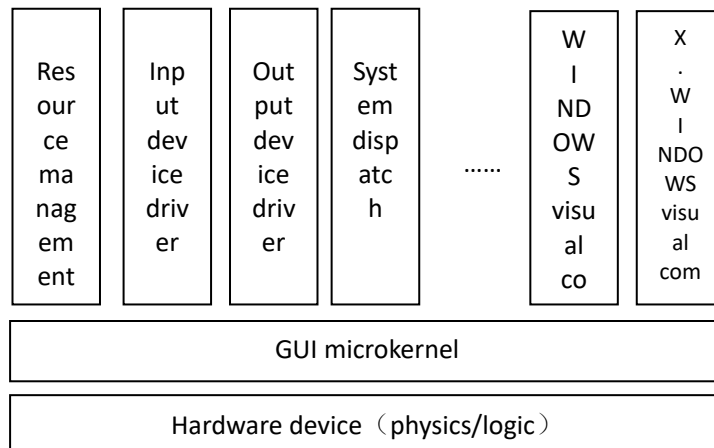 Res
our
ce
ma
nag
em
ent
Inp
ut
dev
ice
driv
er
Out
put
dev
ice
driv
er
Syst
em
disp
atc
h
……
W
I
ND
OW
S
visu
al
co
X
.
W
I
NDO
WS
visu
al
com
GUI microkernel
Hardware device（physics/logic）